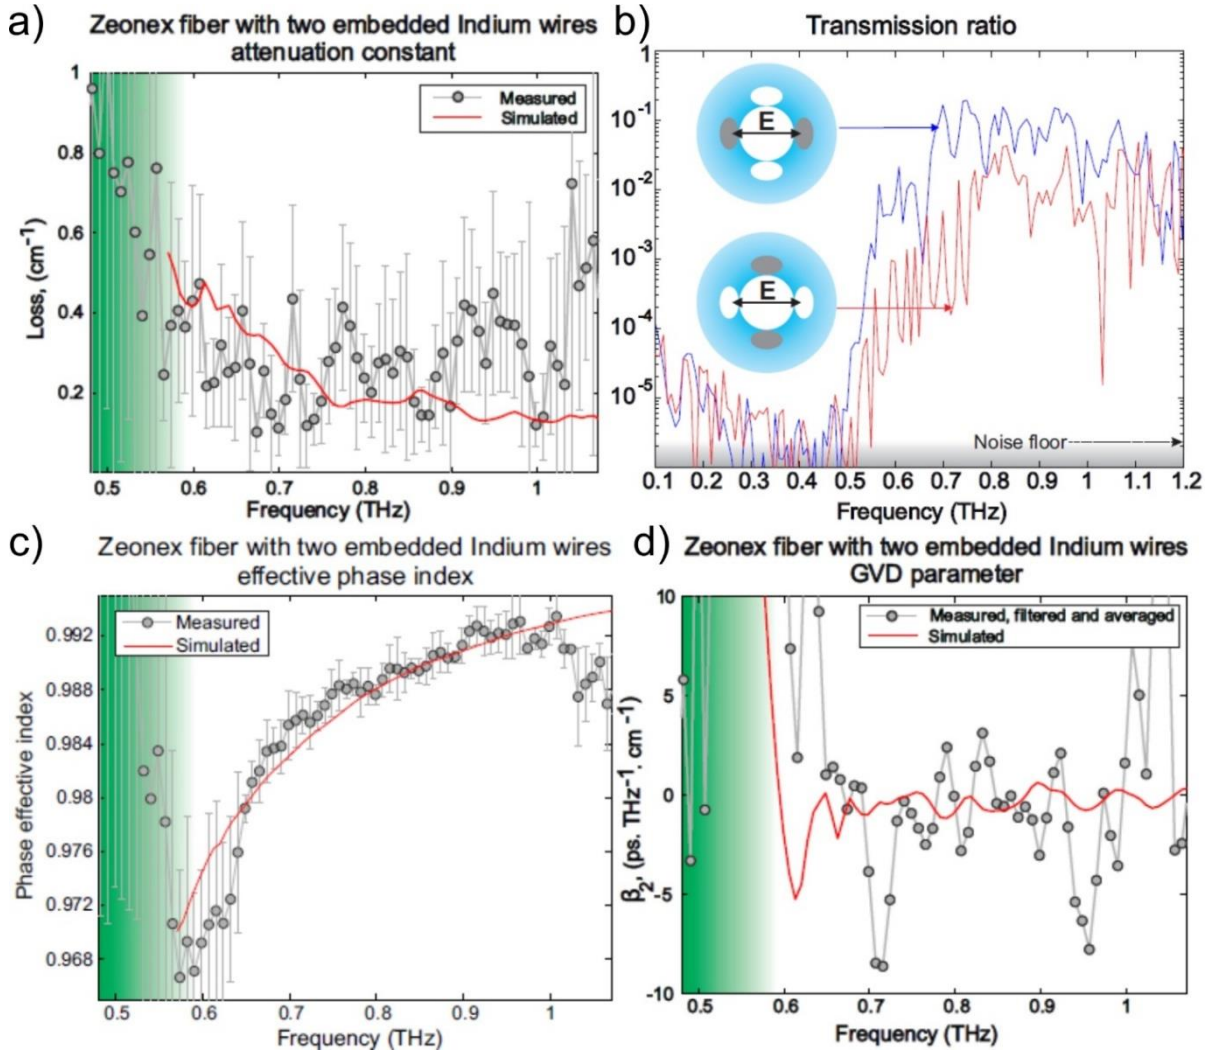 a)
Zeonex fiber with two embedded Indium wires
attenuation constant
Measured
Simulated
Loss, (cm⁻¹)
1
0.8
0.6
0.4
0.2
0.5 0.6 0.7 0.8 0.9 1
Frequency (THz)
b)
Transmission ratio
E
E
Noise floor
1
10⁻¹
10⁻²
10⁻³
10⁻⁴
10⁻⁵
0.1 0.2 0.3 0.4 0.5 0.6 0.7 0.8 0.9 1 1.1 1.2
Frequency (THz)
c)
Zeonex fiber with two embedded Indium wires
effective phase index
Measured
Simulated
Phase effective index
0.992
0.988
0.984
0.98
0.976
0.972
0.968
0.5 0.6 0.7 0.8 0.9 1
Frequency (THz)
d)
Zeonex fiber with two embedded Indium wires
GVD parameter
Measured, filtered and averaged
Simulated
β₂, (ps. THz⁻¹. cm⁻¹)
10
5
0
-5
-10
0.5 0.6 0.7 0.8 0.9 1
Frequency (THz)